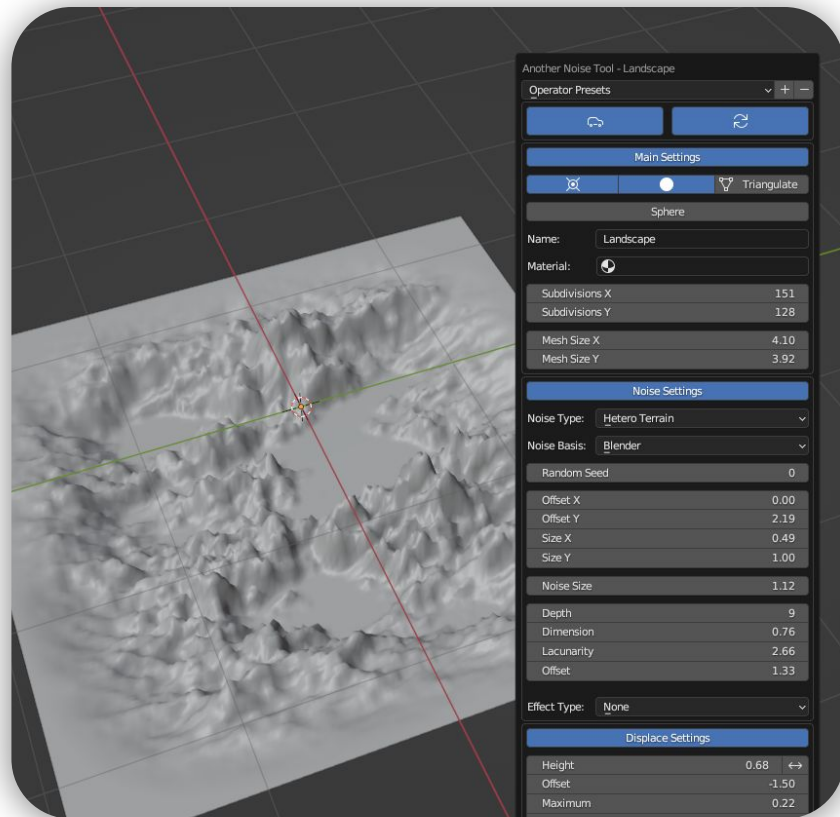 Another Noise Tool - Landscape
Operator Presets
Main Settings
Triangulate
Sphere
Name: Landscape
Material:
Subdivisions X 151
Subdivisions Y 128
Mesh Size X 4.10
Mesh Size Y 3.92
Noise Settings
Noise Type: Hetero Terrain
Noise Basis: Blender
Random Seed 0
Offset X 0.00
Offset Y 2.19
Size X 0.49
Size Y 1.00
Noise Size 1.12
Depth 9
Dimension 0.76
Lacunarity 2.66
Offset 1.33
Effect Type: None
Displace Settings
Height 0.68
Offset -1.50
Maximum 0.22